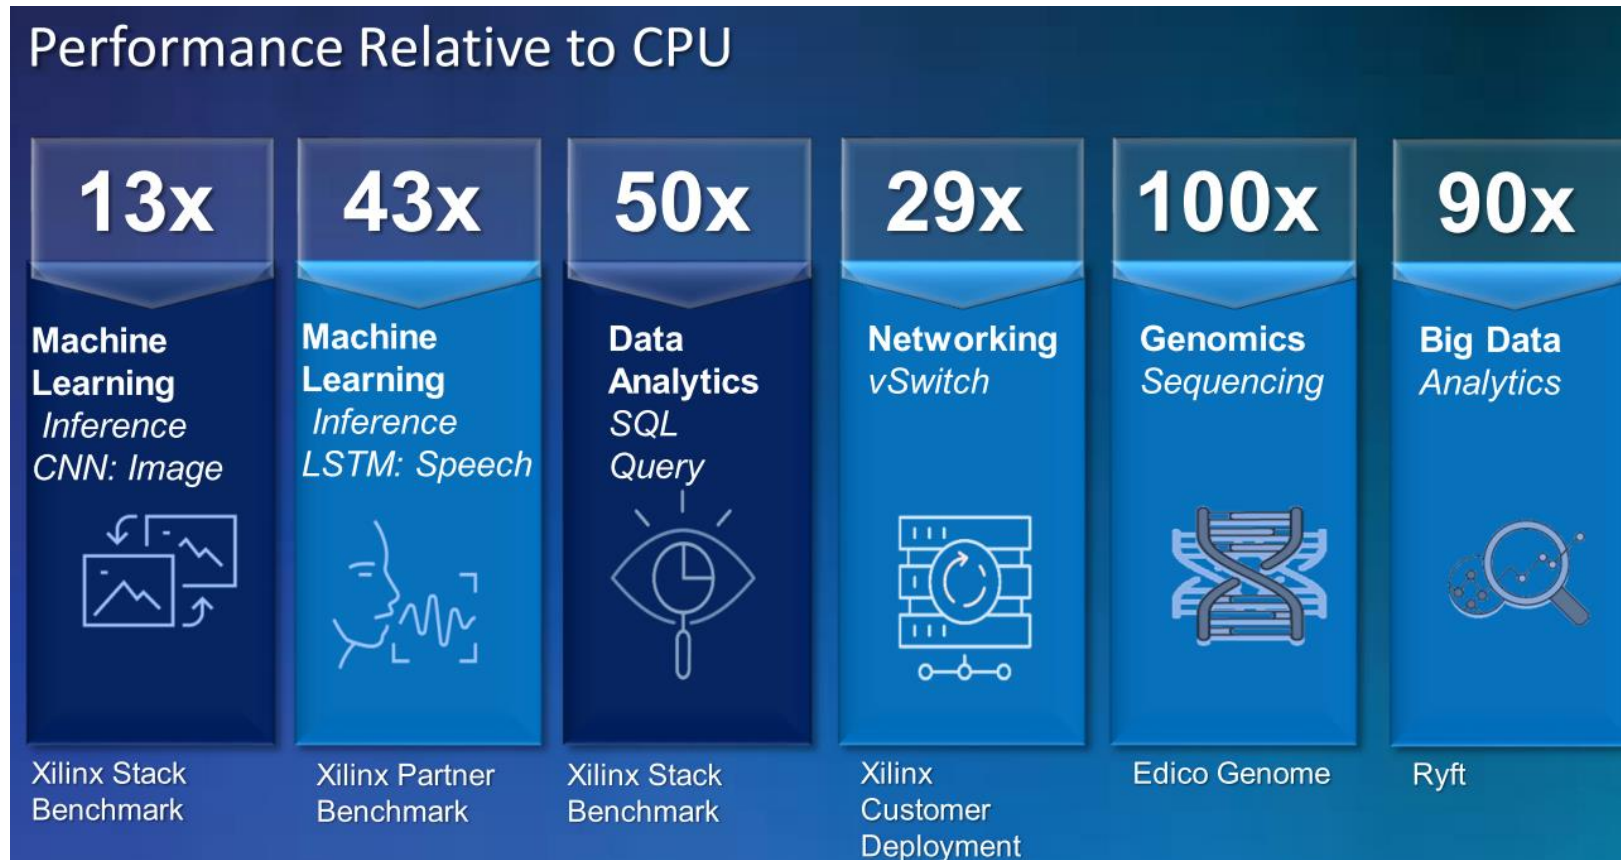 Performance Relative to CPU
13x
Machine
Learning
Inference
CNN: Image
Xilinx Stack
Benchmark
43x
Machine
Learning
Inference
LSTM: Speech
Xilinx Partner
Benchmark
50x
Data
Analytics
SQL
Query
Xilinx Stack
Benchmark
29x
Networking
vSwitch
Xilinx
Customer
Deployment
100x
Genomics
Sequencing
Edico Genome
90x
Big Data
Analytics
Ryft